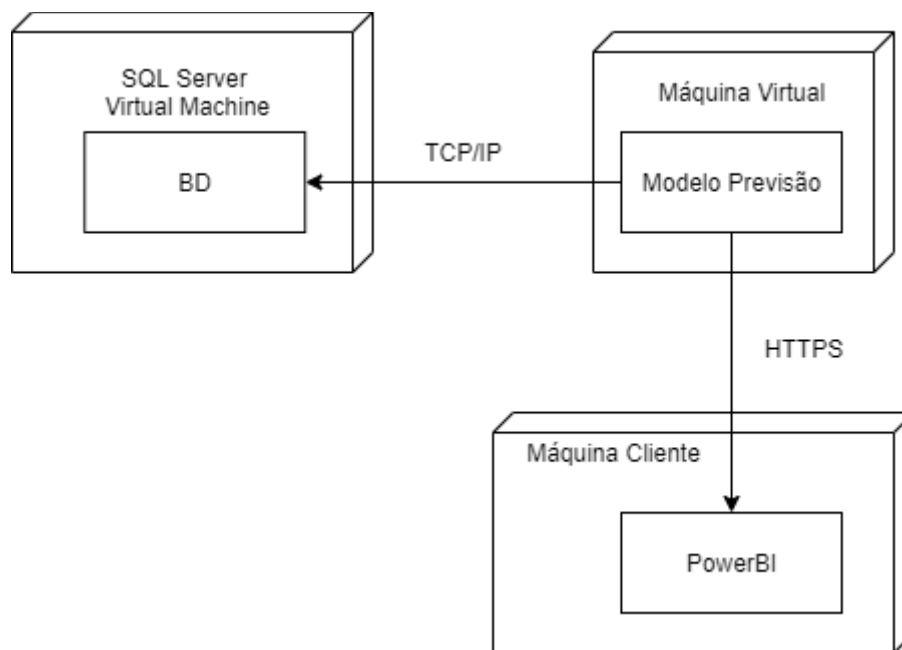 SQL Server
Virtual Machine
BD
TCP/IP
Máquina Virtual
Modelo Previsão
HTTPS
Máquina Cliente
PowerBI